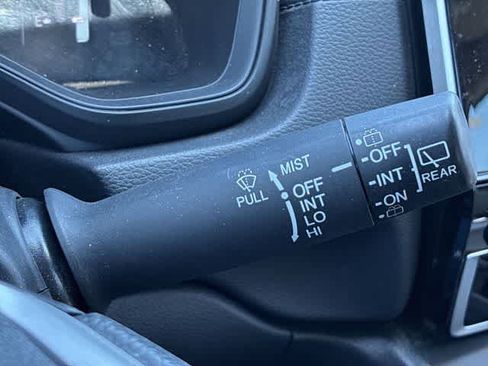 MIST
OFF
INT
LO
HI
PULL
OFF
INT
ON
REAR